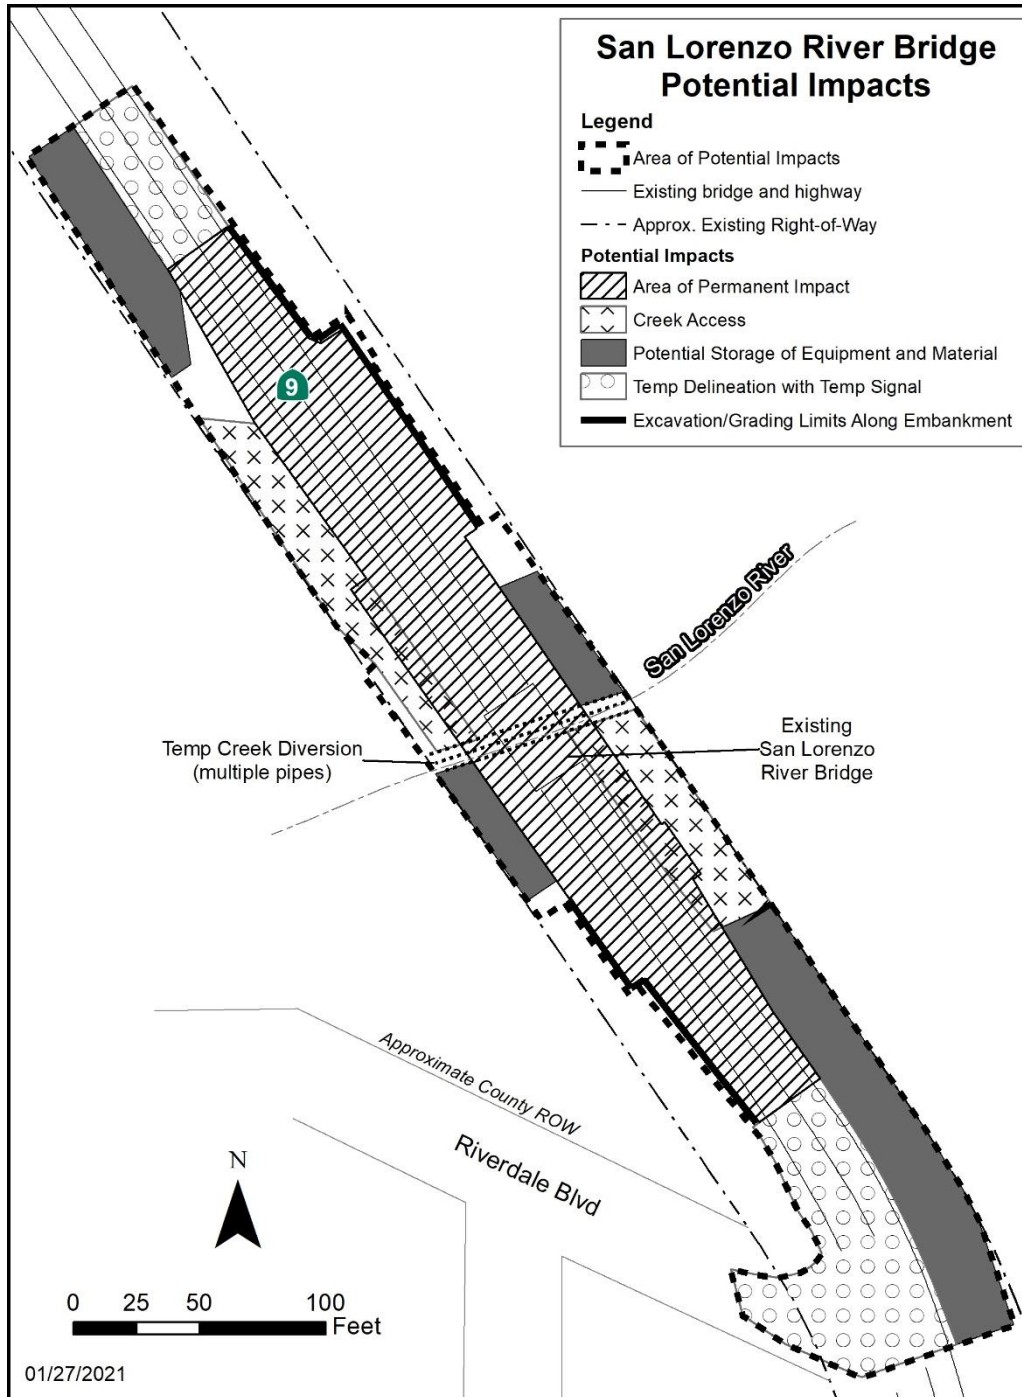 San Lorenzo River Bridge
Potential Impacts
Legend
Area of Potential Impacts
Existing bridge and highway
Approx. Existing Right-of-Way
Potential Impacts
Area of Permanent Impact
Creek Access
Potential Storage of Equipment and Material
Temp Delineation with Temp Signal
Excavation/Grading Limits Along Embankment
9
San Lorenzo River
Temp Creek Diversion
(multiple pipes)
Existing
San Lorenzo
River Bridge
Approximate County ROW
Riverdale Blvd
N
0 25 50 100
Feet
01/27/2021